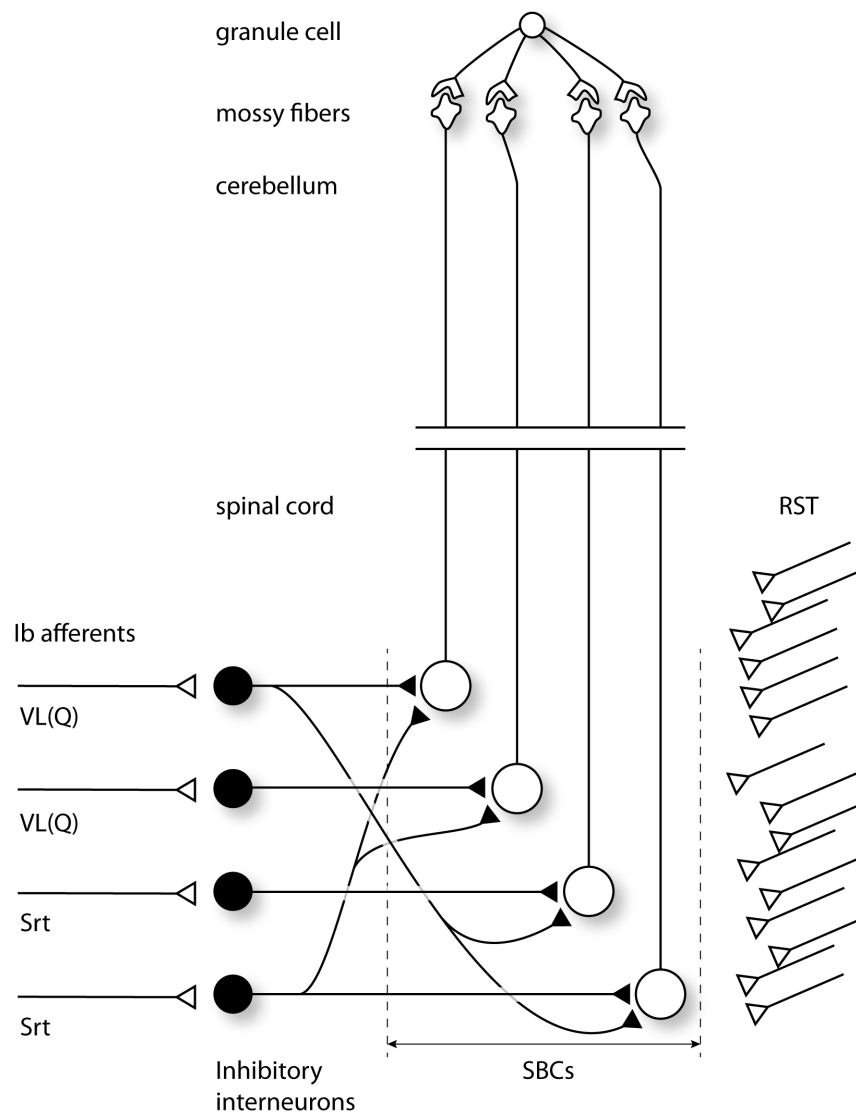 granule cell
mossy fibers
cerebellum
spinal cord
RST
Ib afferents
VL(Q)
VL(Q)
Srt
Srt
Inhibitory
interneurons
SBCs